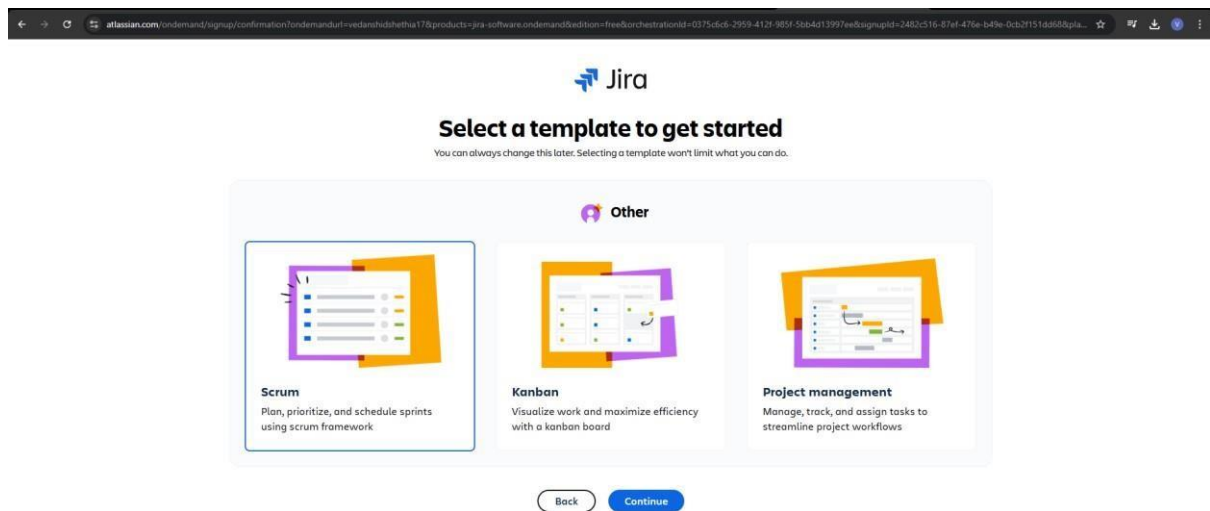 atlassian.com/ondemand/signup/confirmation?ondemandurl=vedanshidshethia17&products=jira-software.ondemand&edition=free&orchestrationId=0375c6c6-2959-412f-985f-5bb4d13997ee&signupId=2482c516-87ef-476e-b49e-0cb2f151dd68&pla...
V
Jira
Select a template to get started
You can always change this later. Selecting a template won't limit what you can do.
Other
Scrum
Plan, prioritize, and schedule sprints
using scrum framework
Kanban
Visualize work and maximize efficiency
with a kanban board
Project management
Manage, track, and assign tasks to
streamline project workflows
Back
Continue